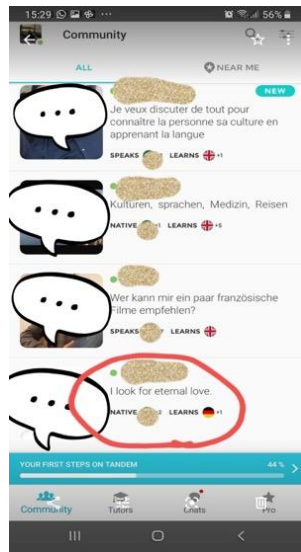 15:29 56%
Community
ALL NEAR ME
NEW
Je veux discuter de tout pour
connaître la personne sa culture en
apprenant la langue
SPEAKS LEARNS +1
Kulturen, sprachen, Medizin, Reisen
NATIVE +1 LEARNS +5
Wer kann mir ein paar französische
Filme empfehlen?
SPEAKS LEARNS
I look for eternal love.
NATIVE +2 LEARNS +1
YOUR FIRST STEPS ON TANDEM 44 %
Community Tutors Chats Pro